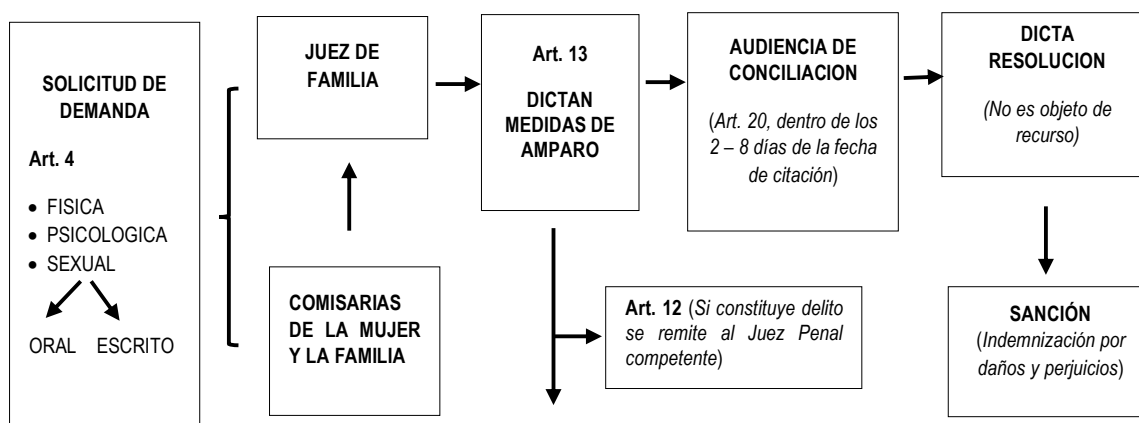 SOLICITUD DE
DEMANDA
Art. 4
• FISICA
• PSICOLOGICA
• SEXUAL
ORAL ESCRITO
JUEZ DE
FAMILIA
COMISARIAS
DE LA MUJER
Y LA FAMILIA
Art. 13
DICTAN
MEDIDAS DE
AMPARO
Art. 12 (Si constituye delito
se remite al Juez Penal
competente)
AUDIENCIA DE
CONCILIACION
(Art. 20, dentro de los
2 – 8 días de la fecha
de citación)
DICTA
RESOLUCION
(No es objeto de
recurso)
SANCIÓN
(Indemnización por
daños y perjuicios)